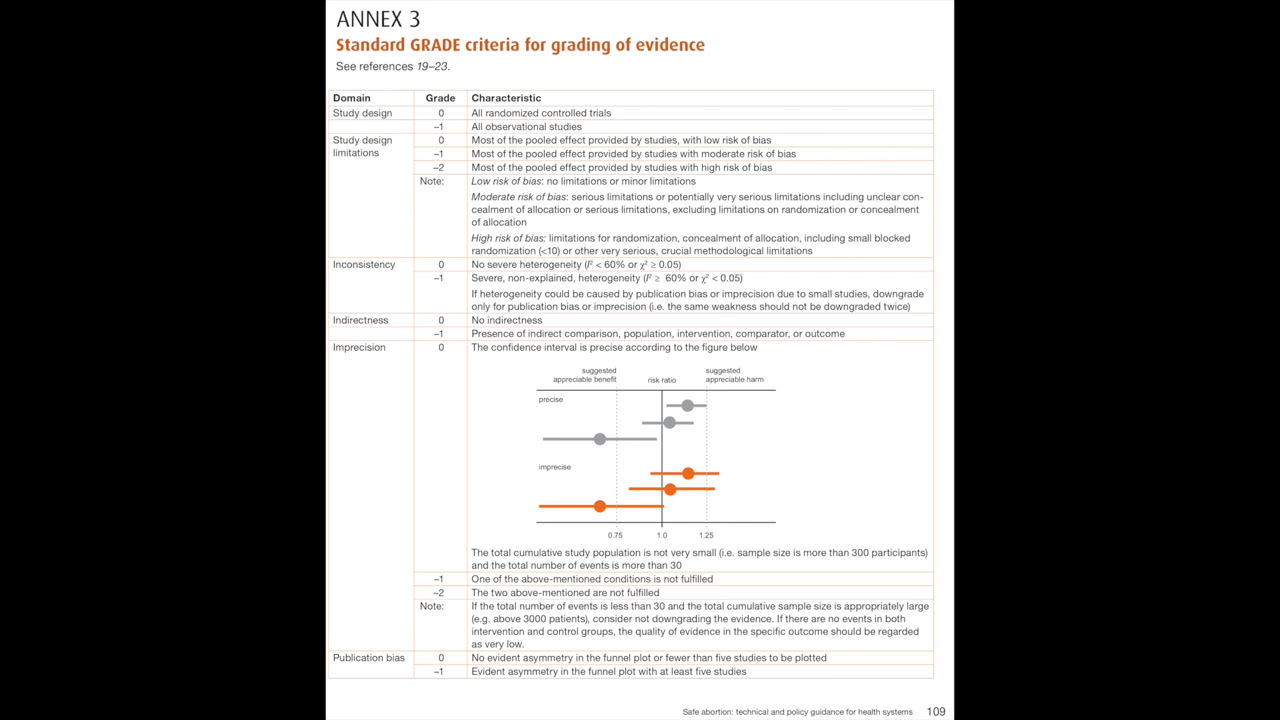 ANNEX 3
Standard GRADE criteria for grading of evidence
See references 19–23.
Domain Grade Characteristic
Study design 0 All randomized controlled trials
–1 All observational studies
Study design 0 Most of the pooled effect provided by studies, with low risk of bias
limitations –1 Most of the pooled effect provided by studies with moderate risk of bias
–2 Most of the pooled effect provided by studies with high risk of bias
Note: Low risk of bias: no limitations or minor limitations
Moderate risk of bias: serious limitations or potentially very serious limitations including unclear con-
cealment of allocation or serious limitations, excluding limitations on randomization or concealment
of allocation
High risk of bias: limitations for randomization, concealment of allocation, including small blocked
randomization (<10) or other very serious, crucial methodological limitations
Inconsistency 0 No severe heterogeneity (I² < 60% or χ² ≥ 0.05)
–1 Severe, non-explained, heterogeneity (I² ≥ 60% or χ² < 0.05)
If heterogeneity could be caused by publication bias or imprecision due to small studies, downgrade
only for publication bias or imprecision (i.e. the same weakness should not be downgraded twice)
Indirectness 0 No indirectness
–1 Presence of indirect comparison, population, intervention, comparator, or outcome
Imprecision 0 The confidence interval is precise according to the figure below
suggested suggested
appreciable benefit risk ratio appreciable harm
precise
imprecise
0.75 1.0 1.25
The total cumulative study population is not very small (i.e. sample size is more than 300 participants)
and the total number of events is more than 30
–1 One of the above-mentioned conditions is not fulfilled
–2 The two above-mentioned are not fulfilled
Note: If the total number of events is less than 30 and the total cumulative sample size is appropriately large
(e.g. above 3000 patients), consider not downgrading the evidence. If there are no events in both
intervention and control groups, the quality of evidence in the specific outcome should be regarded
as very low.
Publication bias 0 No evident asymmetry in the funnel plot or fewer than five studies to be plotted
–1 Evident asymmetry in the funnel plot with at least five studies
Safe abortion: technical and policy guidance for health systems 109